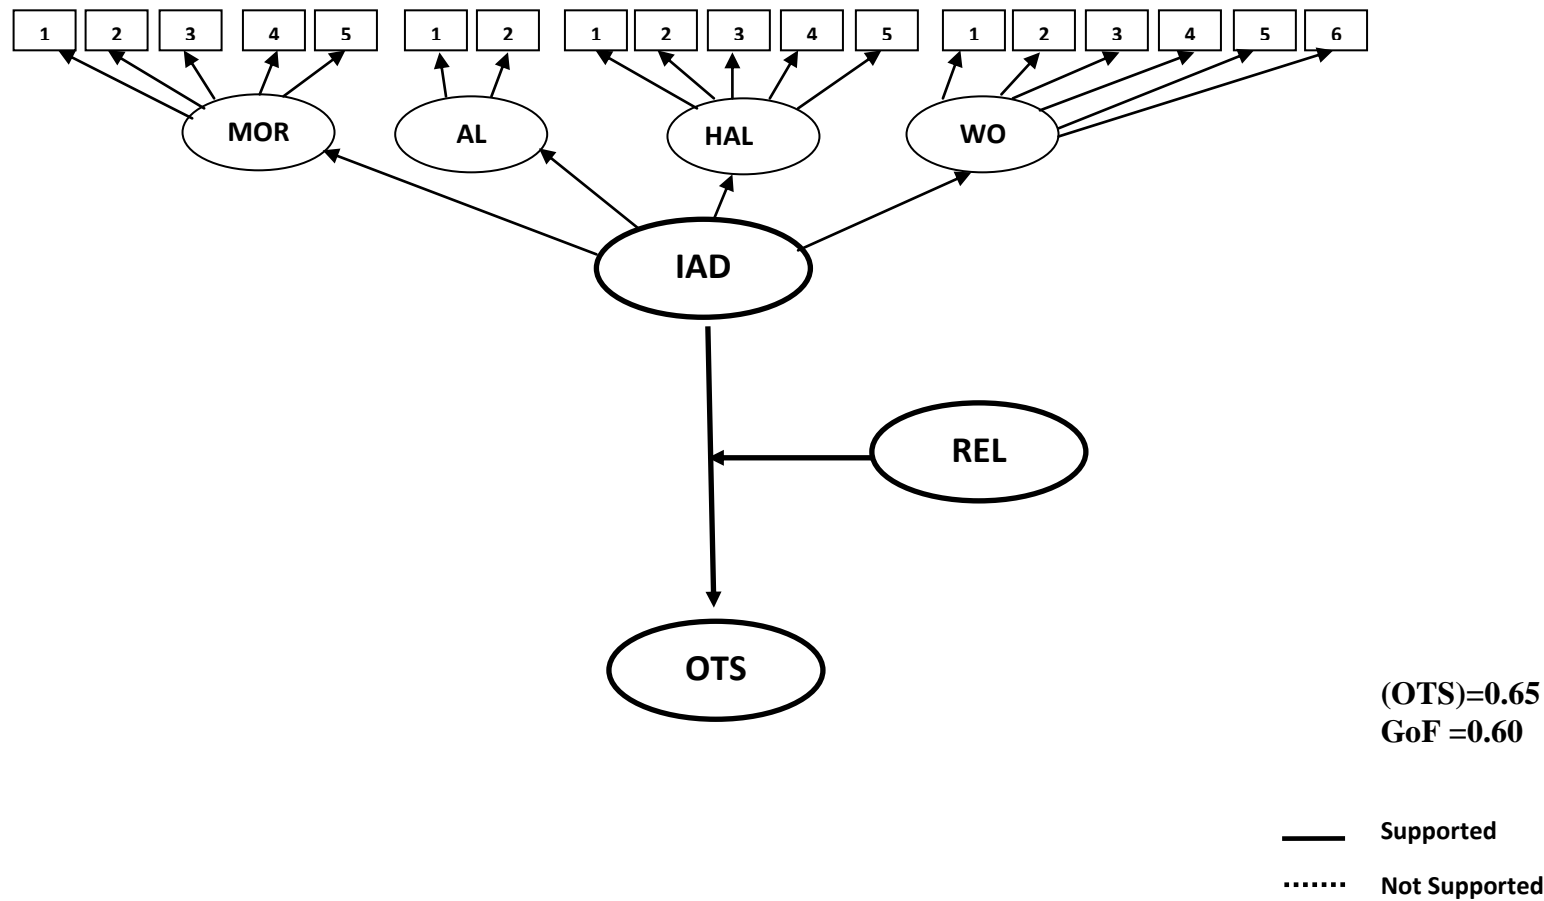 1 2 3 4 5 1 2 1 2 3 4 5 1 2 3 4 5 6
MOR AL HAL WO
IAD
REL
OTS
(OTS)=0.65
GoF =0.60
Supported
Not Supported